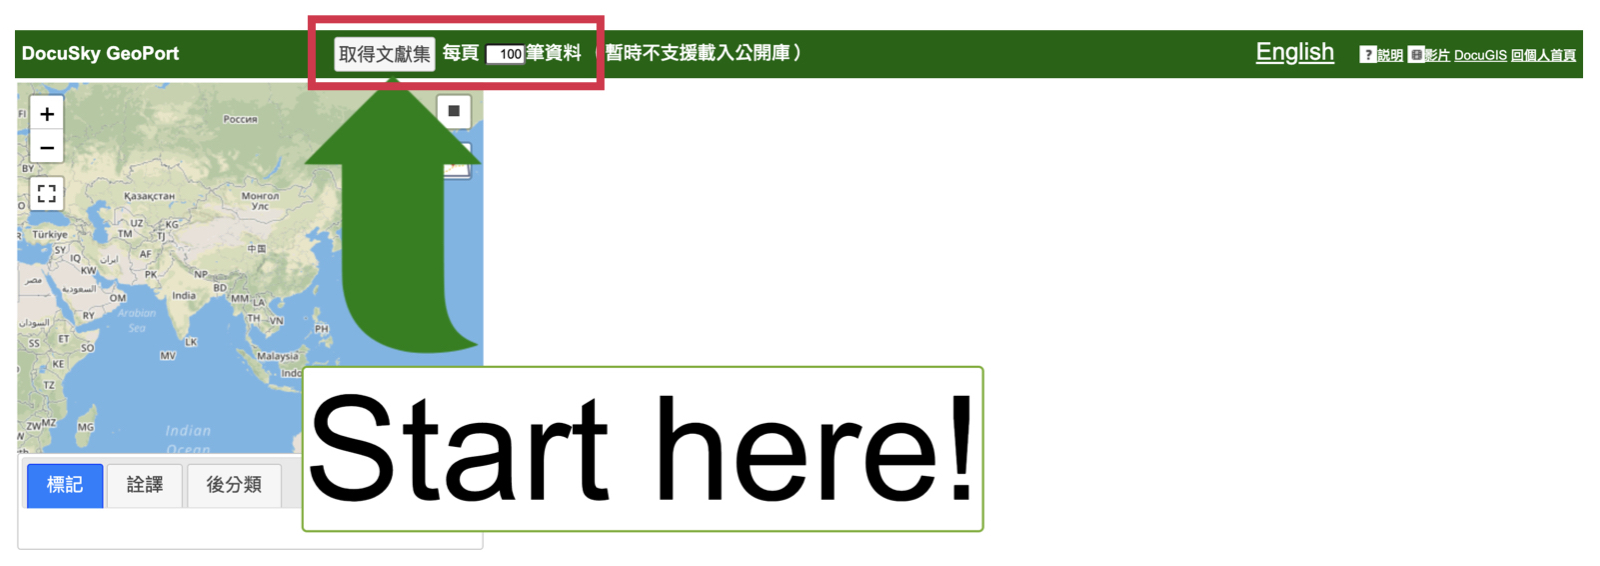 DocuSky GeoPort 取得文獻集 每頁 100 筆資料 (暫時不支援載入公開庫) English ?説明 影片 DocuGIS 回個人首頁
+
−
Россия
BY
Қазақстан
Монгол
Улс
UZ KG
Türkiye TM TJ
SY IQ ایران AF 中国
KW PK NP
مصر السعودية OM India BD MM LA
RY Arabian
Sea
TH VN
السودان
SS ET SO LK PH
MV Malaysia
KE Indo
TZ
ZW MZ MG Indian
Ocean
標記 詮譯 後分類
Start here!